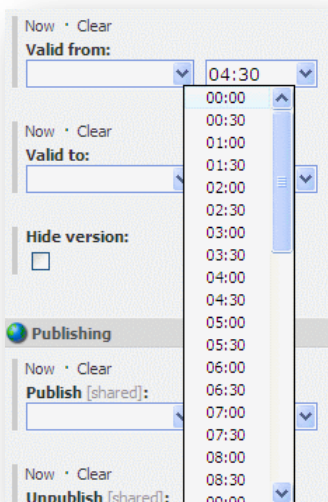 Now · Clear
Valid from:
04:30
00:00
00:30
01:00
01:30
02:00
02:30
03:00
03:30
04:00
04:30
05:00
05:30
06:00
06:30
07:00
07:30
08:00
08:30
09:00
Now · Clear
Valid to:
Hide version:
Publishing
Now · Clear
Publish [shared]:
Now · Clear
Unpublish [shared]: